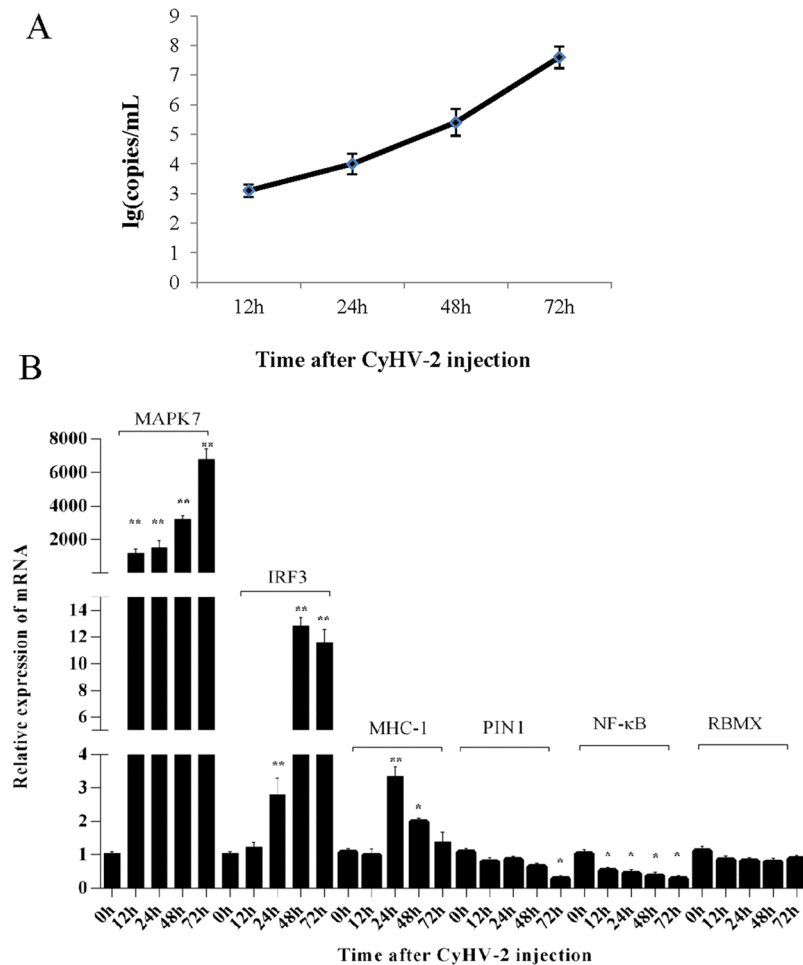 A
9
8
7
6
5
4
3
2
1
0
lg(copies/mL
12h 24h 48h 72h
Time after CyHV-2 injection
B
MAPK7
8000
6000
4000
2000
** ** ** **
IRF3
14
12
10
8
6
** ** **
MHC-1 PIN1 NF-κB RBMX
4
3
2
1
0
** * * * * * *
Relative expression of mRNA
0h 12h 24h 48h 72h 0h 12h 24h 48h 72h 0h 12h 24h 48h 72h 0h 12h 24h 48h 72h 0h 12h 24h 48h 72h 0h 12h 24h 48h 72h
Time after CyHV-2 injection